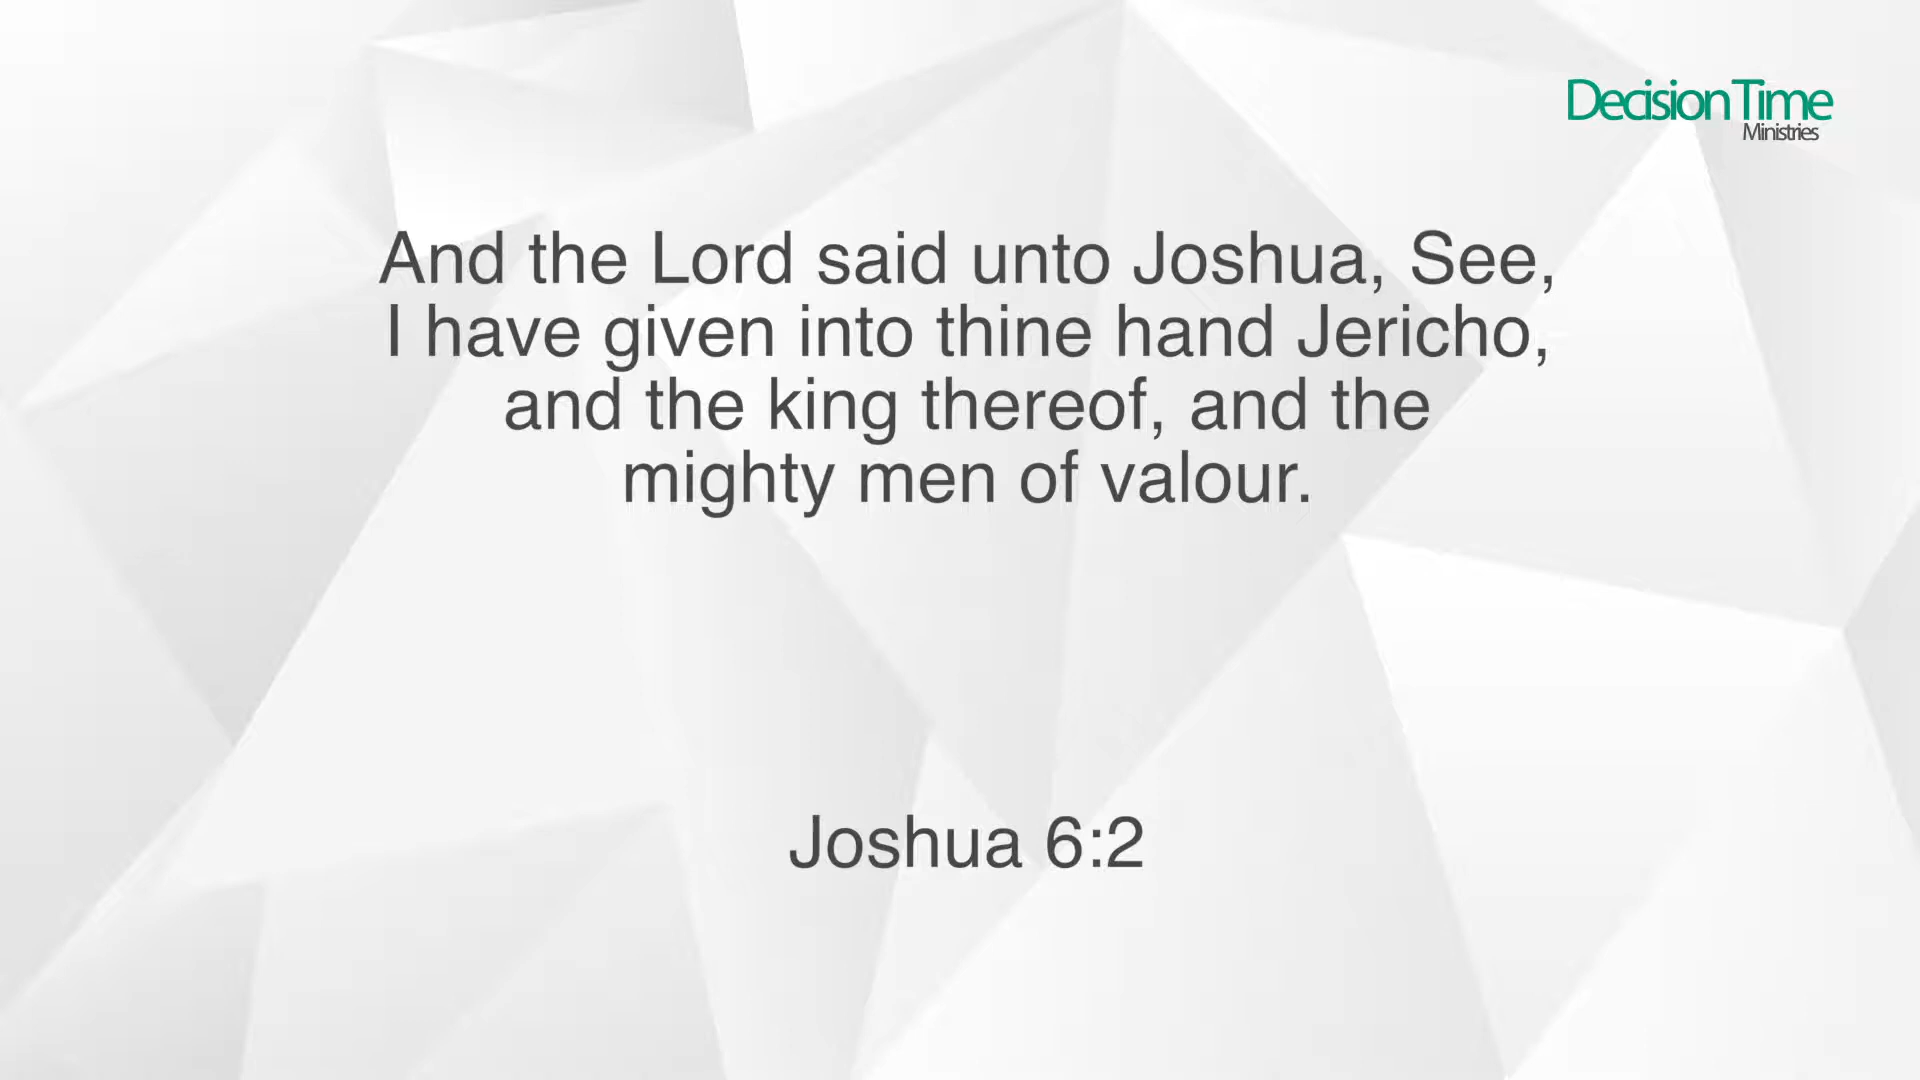 DecisionTime
Ministries
And the Lord said unto Joshua, See,
I have given into thine hand Jericho,
and the king thereof, and the
mighty men of valour.
Joshua 6:2